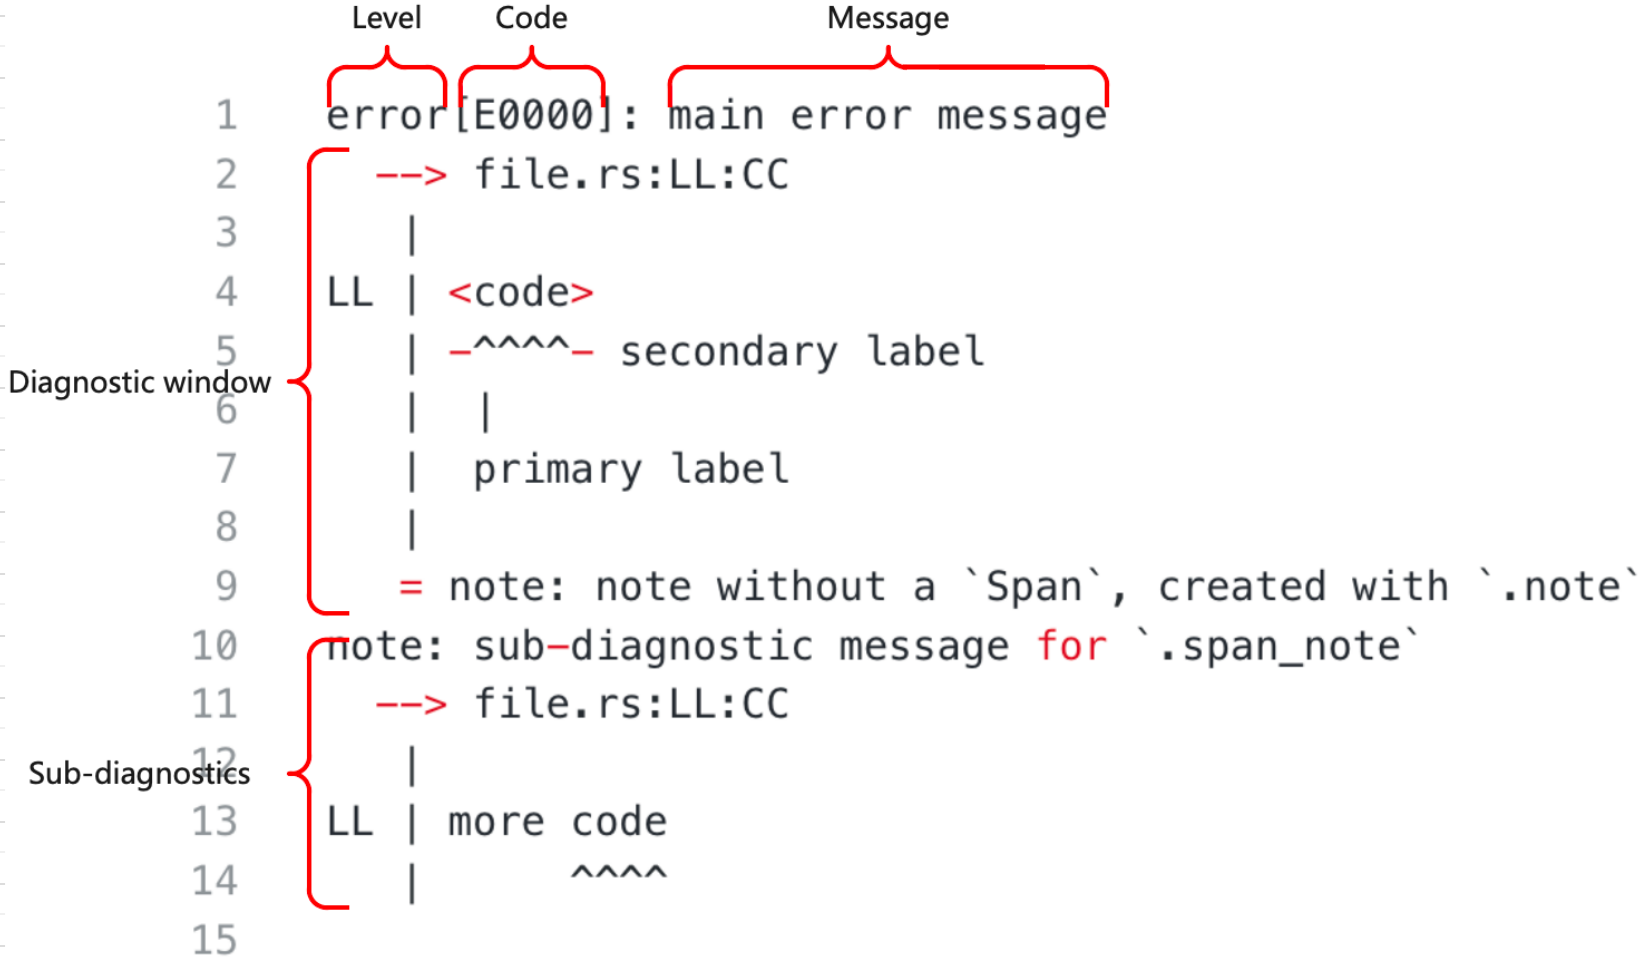 Level Code Message
1 error[E0000]: main error message
2 --> file.rs:LL:CC
3 |
4 LL | <code>
5 | -^^^^- secondary label
Diagnostic window
6 | |
7 | primary label
8 |
9 = note: note without a `Span`, created with `.note`
10 note: sub-diagnostic message for `.span_note`
11 --> file.rs:LL:CC
12 |
Sub-diagnostics
13 LL | more code
14 | ^^^^
15